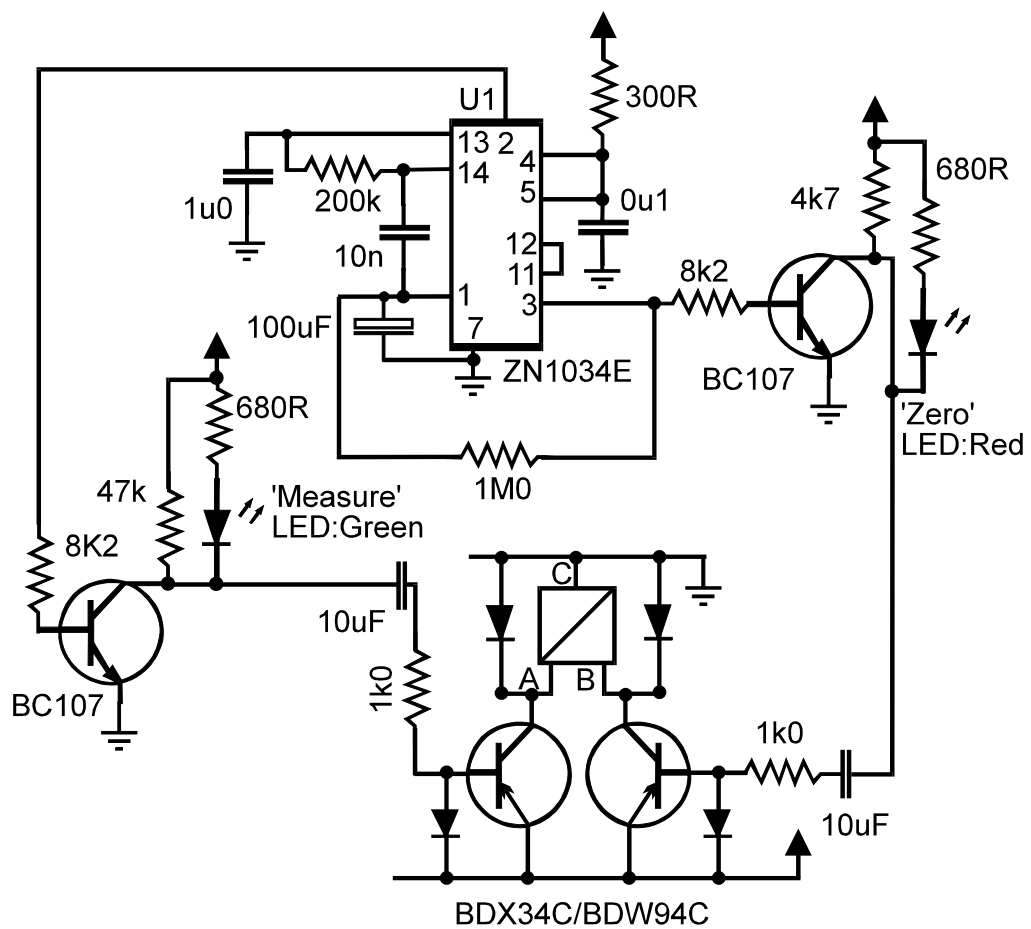 300R
U1
13 2
4
14
5
680R
4k7
200k
1u0
0u1
12
11
10n
8k2
1
3
100uF
7
ZN1034E
BC107
680R
'Zero'
LED:Red
1M0
47k
'Measure'
LED:Green
8K2
C
10uF
1k0
A
B
BC107
1k0
10uF
BDX34C/BDW94C